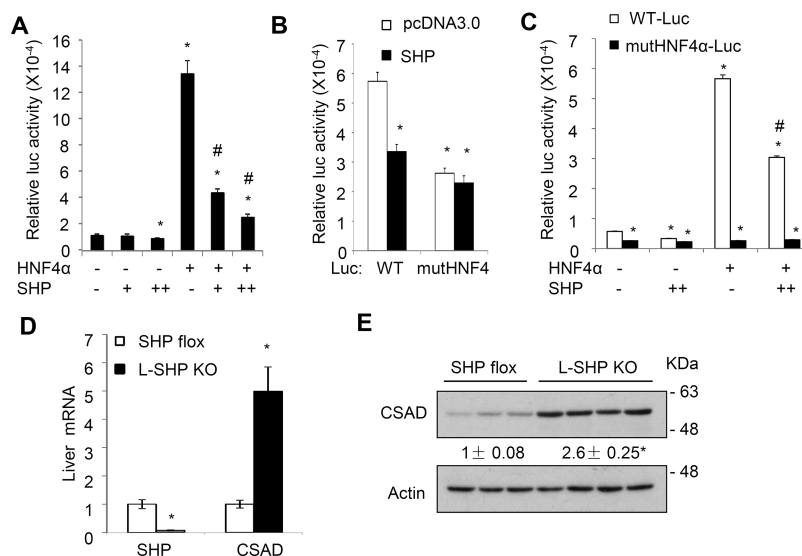 A
Relative luc activity (X10-4)
16
14
12
10
8
6
4
2
0
*
*
#
*
#
*
HNF4α - - - + + +
SHP - + ++ - + ++
B
pcDNA3.0
SHP
Relative luc activity (X10-4)
7
6
5
4
3
2
1
0
*
* *
Luc: WT mutHNF4
C
WT-Luc
mutHNF4α-Luc
Relative luc activity (X10-4)
7
6
5
4
3
2
1
0
*
* *
*
*
#
*
*
HNF4α - - + +
SHP - ++ - ++
D
SHP flox
L-SHP KO
Liver mRNA
7
6
5
4
3
2
1
0
*
*
SHP CSAD
E
SHP flox L-SHP KO KDa
CSAD
- 63
- 48
1± 0.08 2.6± 0.25*
- 48
Actin